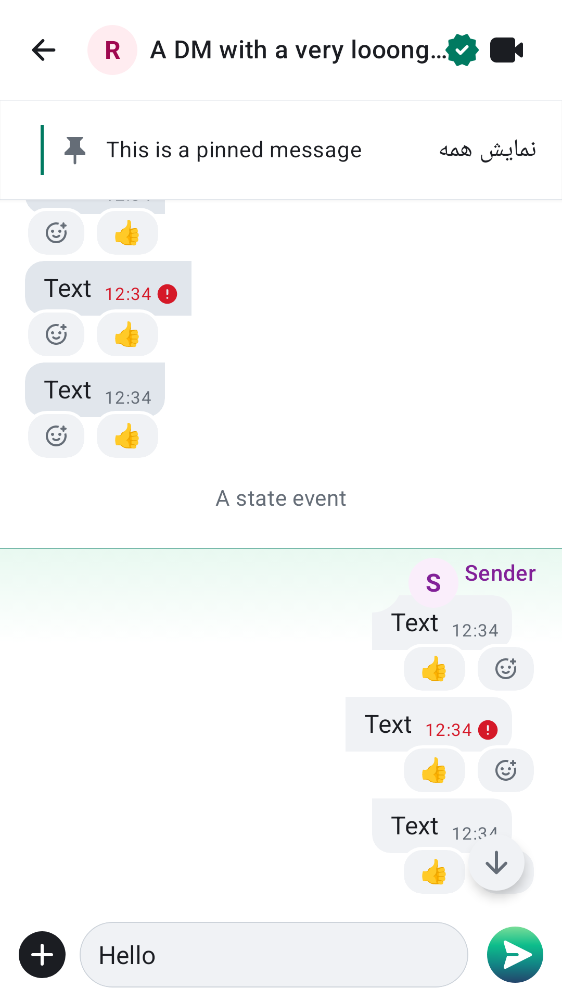 R A DM with a very looong…
This is a pinned message نمایش همه
Text 12:34
Text 12:34
A state event
S Sender
Text 12:34
Text 12:34
Text 12:34
Hello